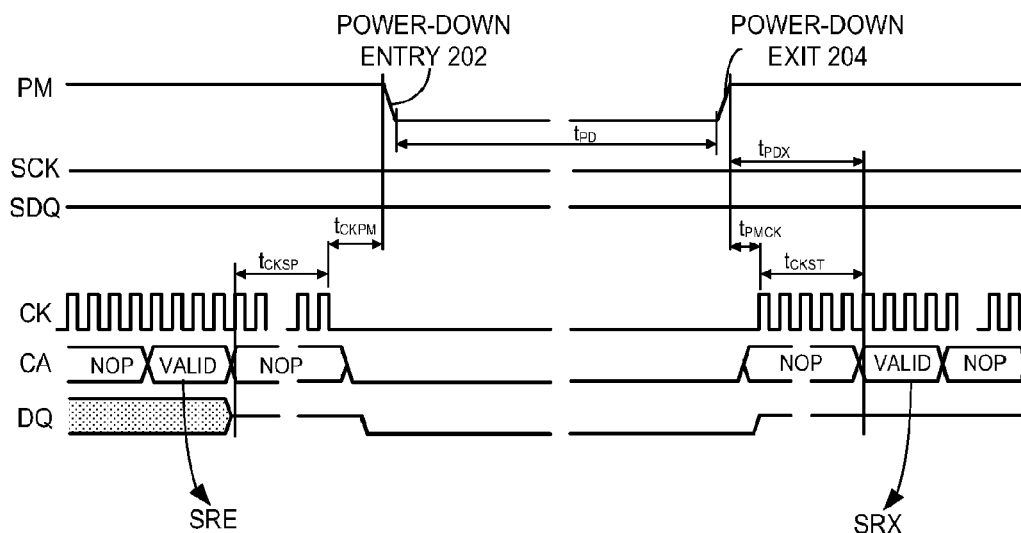 POWER-DOWN
ENTRY 202
POWER-DOWN
EXIT 204
PM
tPD
tPDX
SCK
SDQ
tCKPM
tPMCK
tCKSP
tCKST
CK
CA
NOP
VALID
NOP
NOP
VALID
NOP
DQ
SRE
SRX